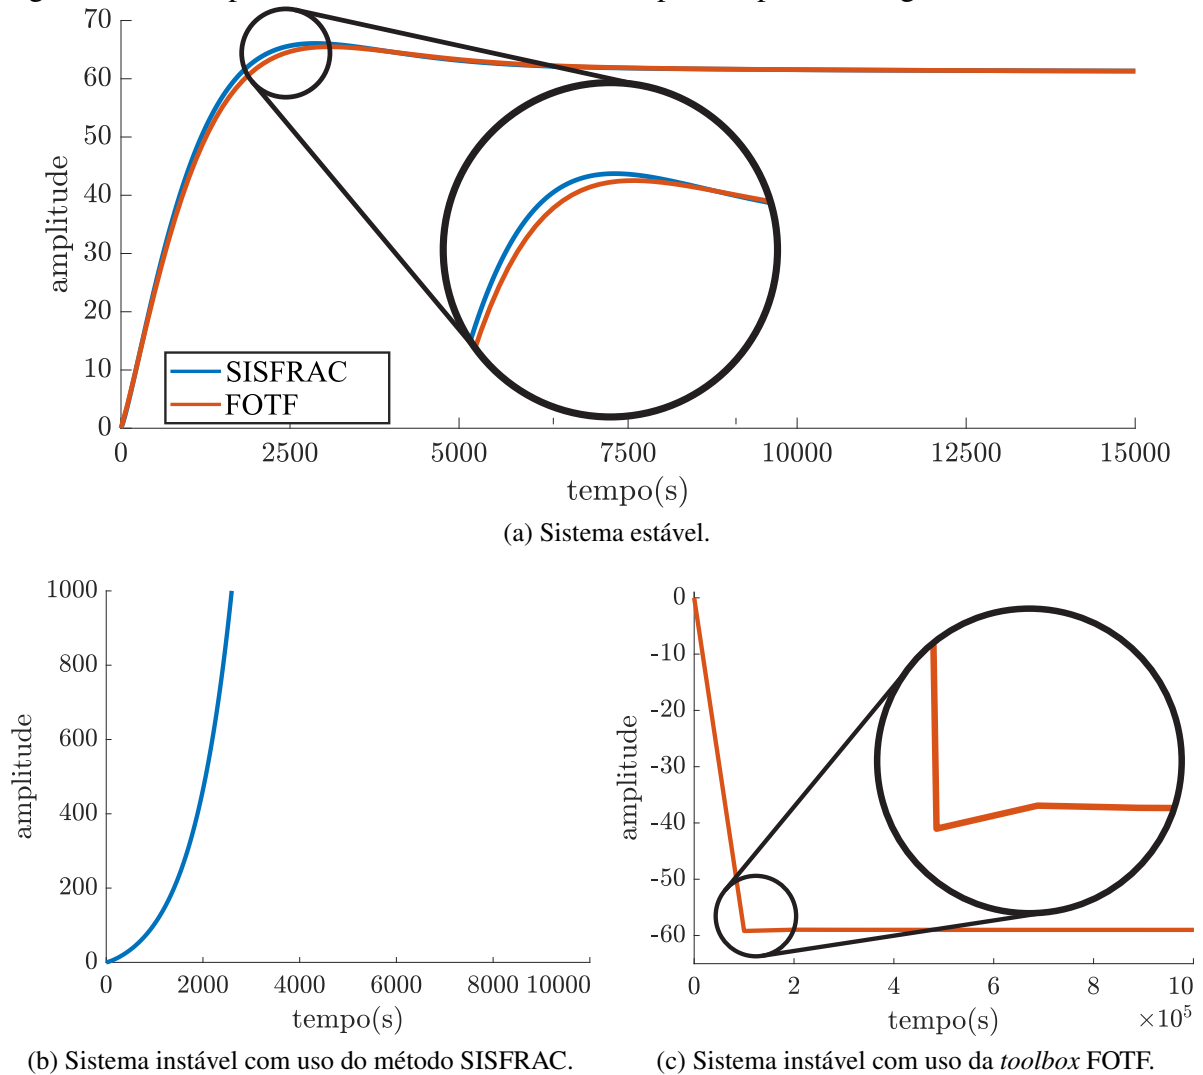 70
60
50
40
30
20
10
0
amplitude
SISFRAC
FOTF
0 2500 5000 7500 10000 12500 15000
tempo(s)
(a) Sistema estável.
1000
800
600
400
200
0
amplitude
0 2000 4000 6000 8000 10000
tempo(s)
(b) Sistema instável com uso do método SISFRAC.
0
-10
-20
-30
-40
-50
-60
amplitude
0 2 4 6 8 10
×10⁵
tempo(s)
(c) Sistema instável com uso da toolbox FOTF.